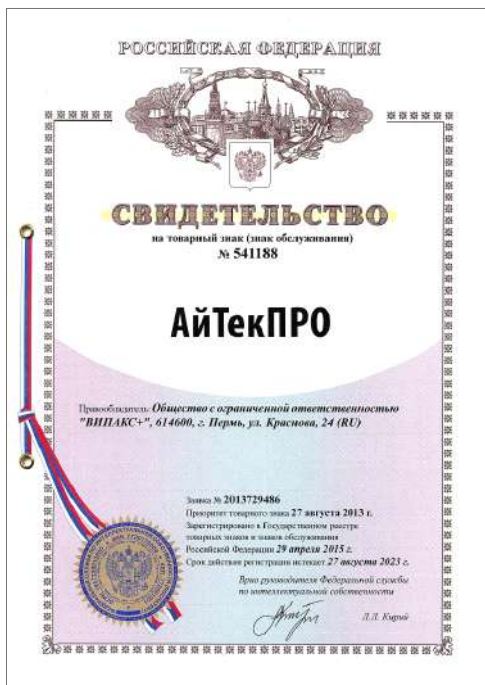 РОССИЙСКАЯ ФЕДЕРАЦИЯ
СВИДЕТЕЛЬСТВО
на товарный знак (знак обслуживания)
№ 541188
АйТекПРО
Правообладатель: Общество с ограниченной ответственностью
"ВИПАКС+", 614600, г. Пермь, ул. Краснова, 24 (RU)
Заявка № 2013729486
Приоритет товарного знака 27 августа 2013 г.
Зарегистрировано в Государственном реестре
товарных знаков и знаков обслуживания
Российской Федерации 29 апреля 2015 г.
Срок действия регистрации истекает 27 августа 2023 г.
Врио руководителя Федеральной службы
по интеллектуальной собственности
Л.Л. Кирий